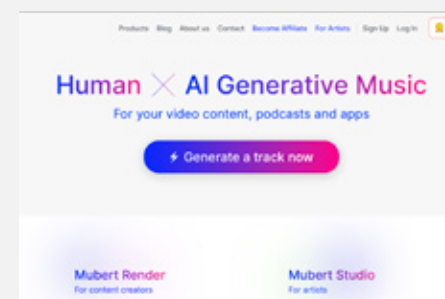 Products Blog About us Contact Become Affiliate For Artists Sign Up Log In
Human × AI Generative Music
For your video content, podcasts and apps
Generate a track now
Mubert Render
For content creators
Mubert Studio
For artists